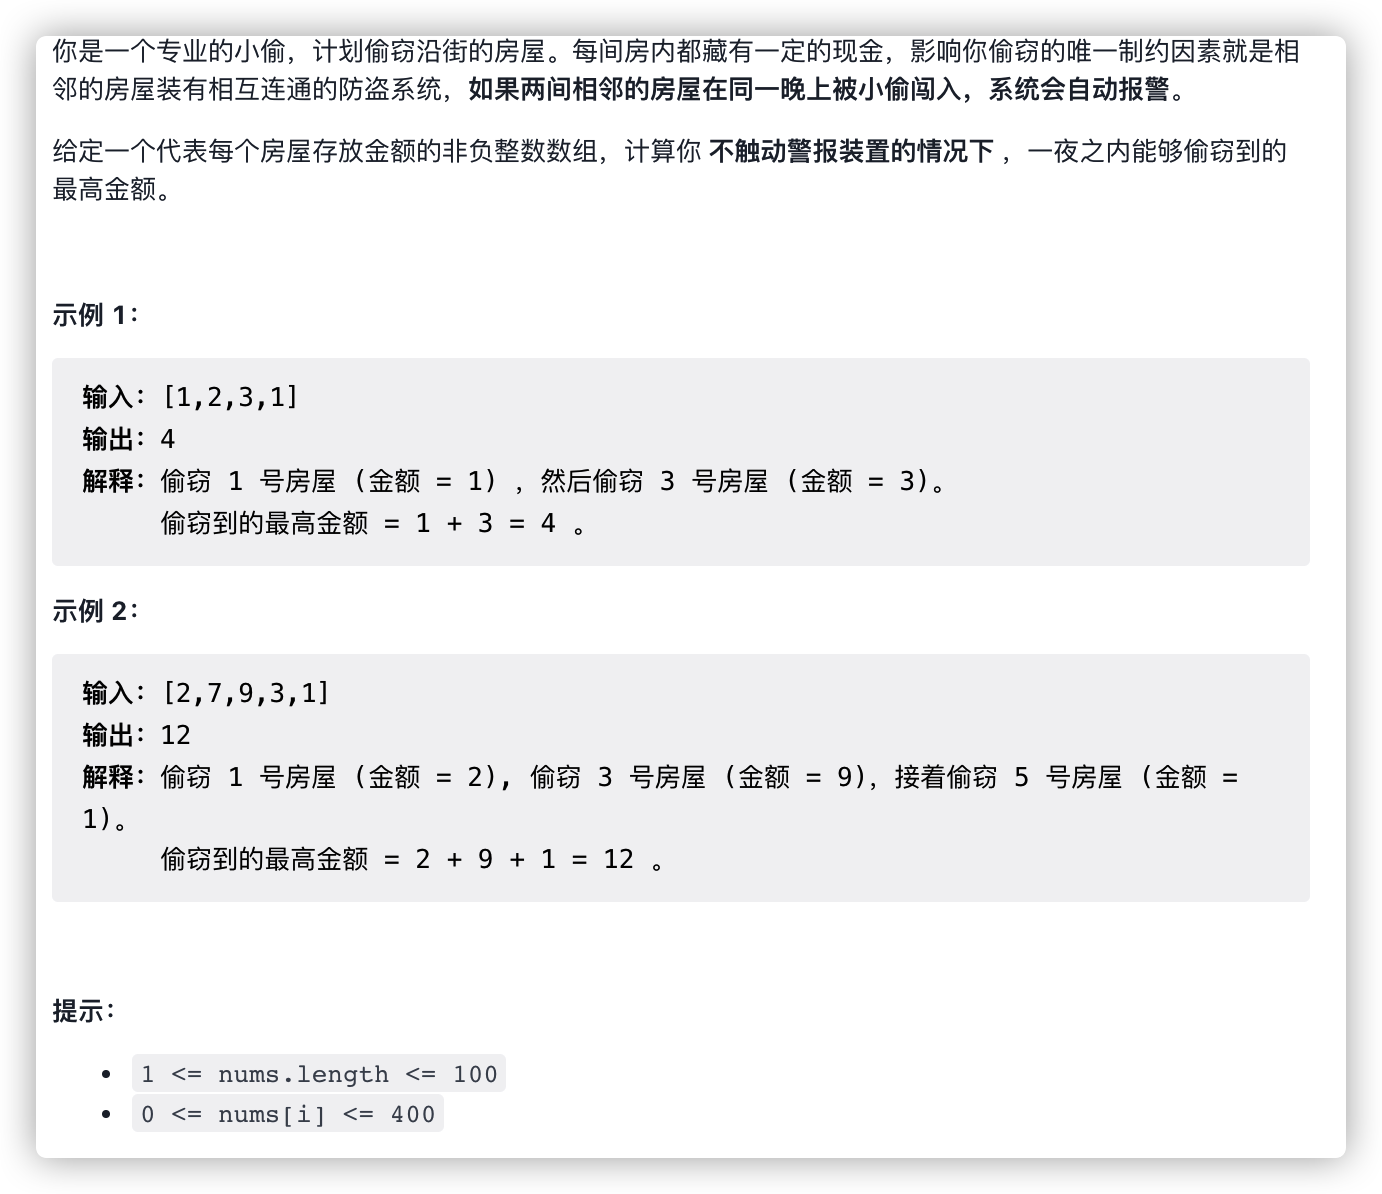 你是一个专业的小偷，计划偷窃沿街的房屋。每间房内都藏有一定的现金，影响你偷窃的唯一制约因素就是相
邻的房屋装有相互连通的防盗系统，如果两间相邻的房屋在同一晚上被小偷闯入，系统会自动报警。
给定一个代表每个房屋存放金额的非负整数数组，计算你 不触动警报装置的情况下 ，一夜之内能够偷窃到的
最高金额。
示例 1：
输入：[1,2,3,1]
输出：4
解释：偷窃 1 号房屋 (金额 = 1) ，然后偷窃 3 号房屋 (金额 = 3)。
偷窃到的最高金额 = 1 + 3 = 4 。
示例 2：
输入：[2,7,9,3,1]
输出：12
解释：偷窃 1 号房屋 (金额 = 2), 偷窃 3 号房屋 (金额 = 9)，接着偷窃 5 号房屋 (金额 =
1)。
偷窃到的最高金额 = 2 + 9 + 1 = 12 。
提示：
• 1 <= nums.length <= 100
• 0 <= nums[i] <= 400